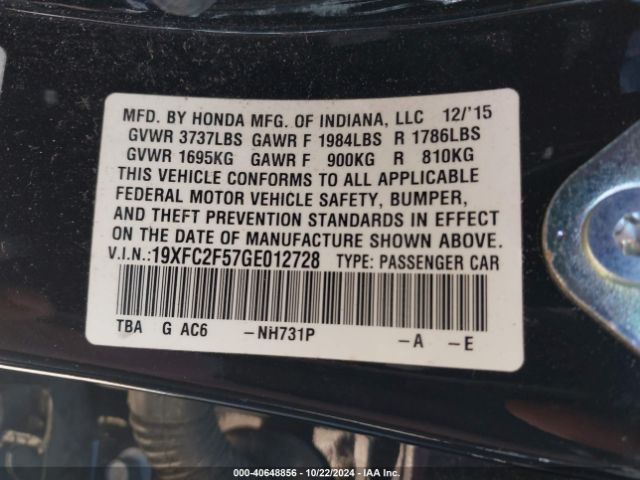 MFD. BY HONDA MFG. OF INDIANA, LLC 12/'15
GVWR 3737LBS GAWR F 1984LBS R 1786LBS
GVWR 1695KG GAWR F 900KG R 810KG
THIS VEHICLE CONFORMS TO ALL APPLICABLE
FEDERAL MOTOR VEHICLE SAFETY, BUMPER,
AND THEFT PREVENTION STANDARDS IN EFFECT
ON THE DATE OF MANUFACTURE SHOWN ABOVE.
V.I.N.:19XFC2F57GE012728 TYPE: PASSENGER CAR
TBA G AC6 -NH731P -A -E
00-40648856 - 10/22/2024 - IAA Inc.